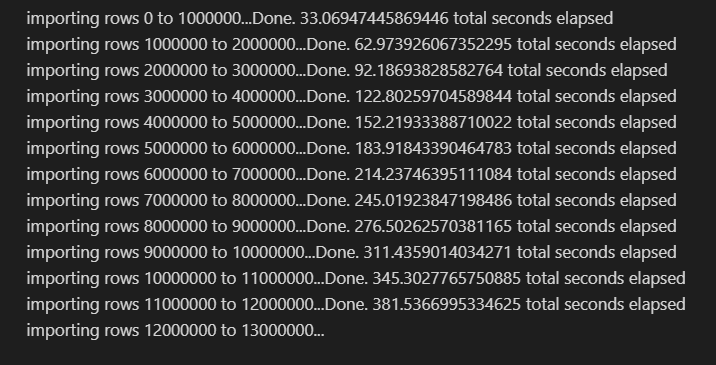 importing rows 0 to 1000000...Done. 33.06947445869446 total seconds elapsed
importing rows 1000000 to 2000000...Done. 62.973926067352295 total seconds elapsed
importing rows 2000000 to 3000000...Done. 92.18693828582764 total seconds elapsed
importing rows 3000000 to 4000000...Done. 122.80259704589844 total seconds elapsed
importing rows 4000000 to 5000000...Done. 152.21933388710022 total seconds elapsed
importing rows 5000000 to 6000000...Done. 183.91843390464783 total seconds elapsed
importing rows 6000000 to 7000000...Done. 214.23746395111084 total seconds elapsed
importing rows 7000000 to 8000000...Done. 245.01923847198486 total seconds elapsed
importing rows 8000000 to 9000000...Done. 276.50262570381165 total seconds elapsed
importing rows 9000000 to 10000000...Done. 311.4359014034271 total seconds elapsed
importing rows 10000000 to 11000000...Done. 345.3027765750885 total seconds elapsed
importing rows 11000000 to 12000000...Done. 381.5366995334625 total seconds elapsed
importing rows 12000000 to 13000000...